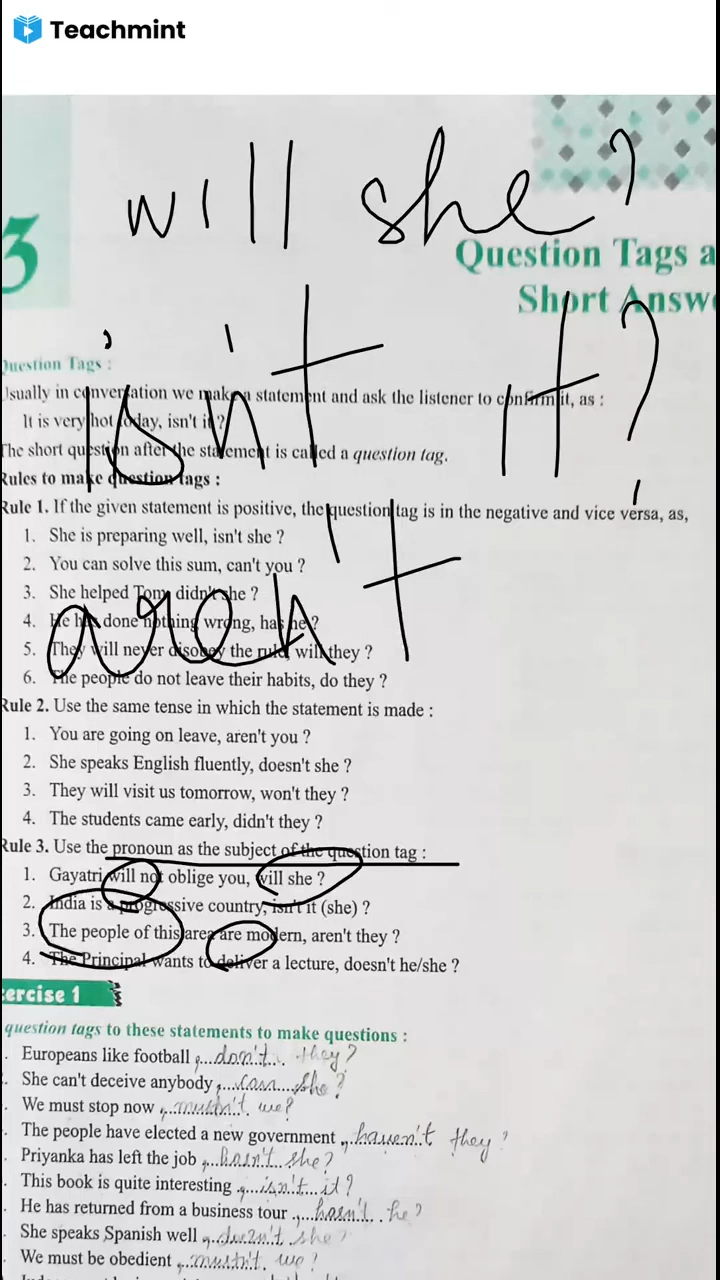 Teachmint
will she?
3
Question Tags a
Short Answ
isn't it?
Question Tags :
Usually in conversation we make a statement and ask the listener to confirm it, as :
It is very hot today, isn't it ?
The short question after the statement is called a question tag.
Rules to make question tags :
Rule 1. If the given statement is positive, the question tag is in the negative and vice versa, as,
1. She is preparing well, isn't she ?
2. You can solve this sum, can't you ?
3. She helped Tom, didn't she ?
aren't
4. He has done nothing wrong, has he ?
5. They will never disobey the rule, will they ?
6. The people do not leave their habits, do they ?
Rule 2. Use the same tense in which the statement is made :
1. You are going on leave, aren't you ?
2. She speaks English fluently, doesn't she ?
3. They will visit us tomorrow, won't they ?
4. The students came early, didn't they ?
Rule 3. Use the pronoun as the subject of the question tag :
1. Gayatri will not oblige you, will she ?
2. India is a progressive country, isn't it (she) ?
3. The people of this area are modern, aren't they ?
4. The Principal wants to deliver a lecture, doesn't he/she ?
ercise 1
question tags to these statements to make questions :
. Europeans like football ,...don't... they?
. She can't deceive anybody ,...can...she?
. We must stop now ,...mustn't. we?
. The people have elected a new government ,..haven't they?
. Priyanka has left the job ,...hasn't...she?
. This book is quite interesting ,...isn't...it?
. He has returned from a business tour ,...hasn't.. he?
. She speaks Spanish well ,..doesn't. she?
. We must be obedient ,...mustn't. we?